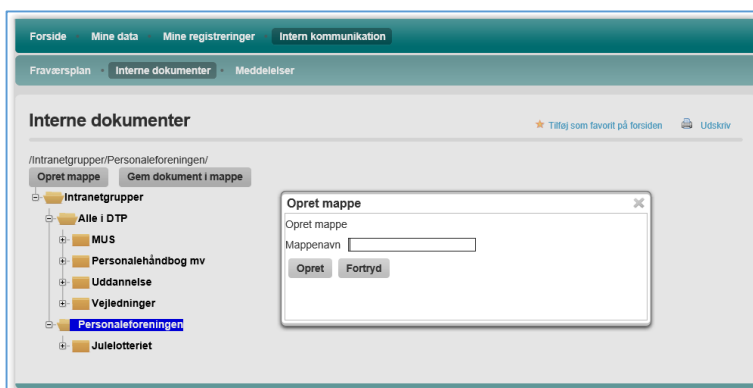 Forside Mine data Mine registreringer Intern kommunikation
Fraværsplan Interne dokumenter Meddelelser
Interne dokumenter
Tilføj som favorit på forsiden Udskriv
/Intranetgrupper/Personaleforeningen/
Opret mappe Gem dokument i mappe
Intranetgrupper
Alle i DTP
MUS
Personalehåndbog mv
Uddannelse
Vejledninger
Personaleforeningen
Julelotteriet
Opret mappe
Opret mappe
Mappenavn
Opret Fortryd